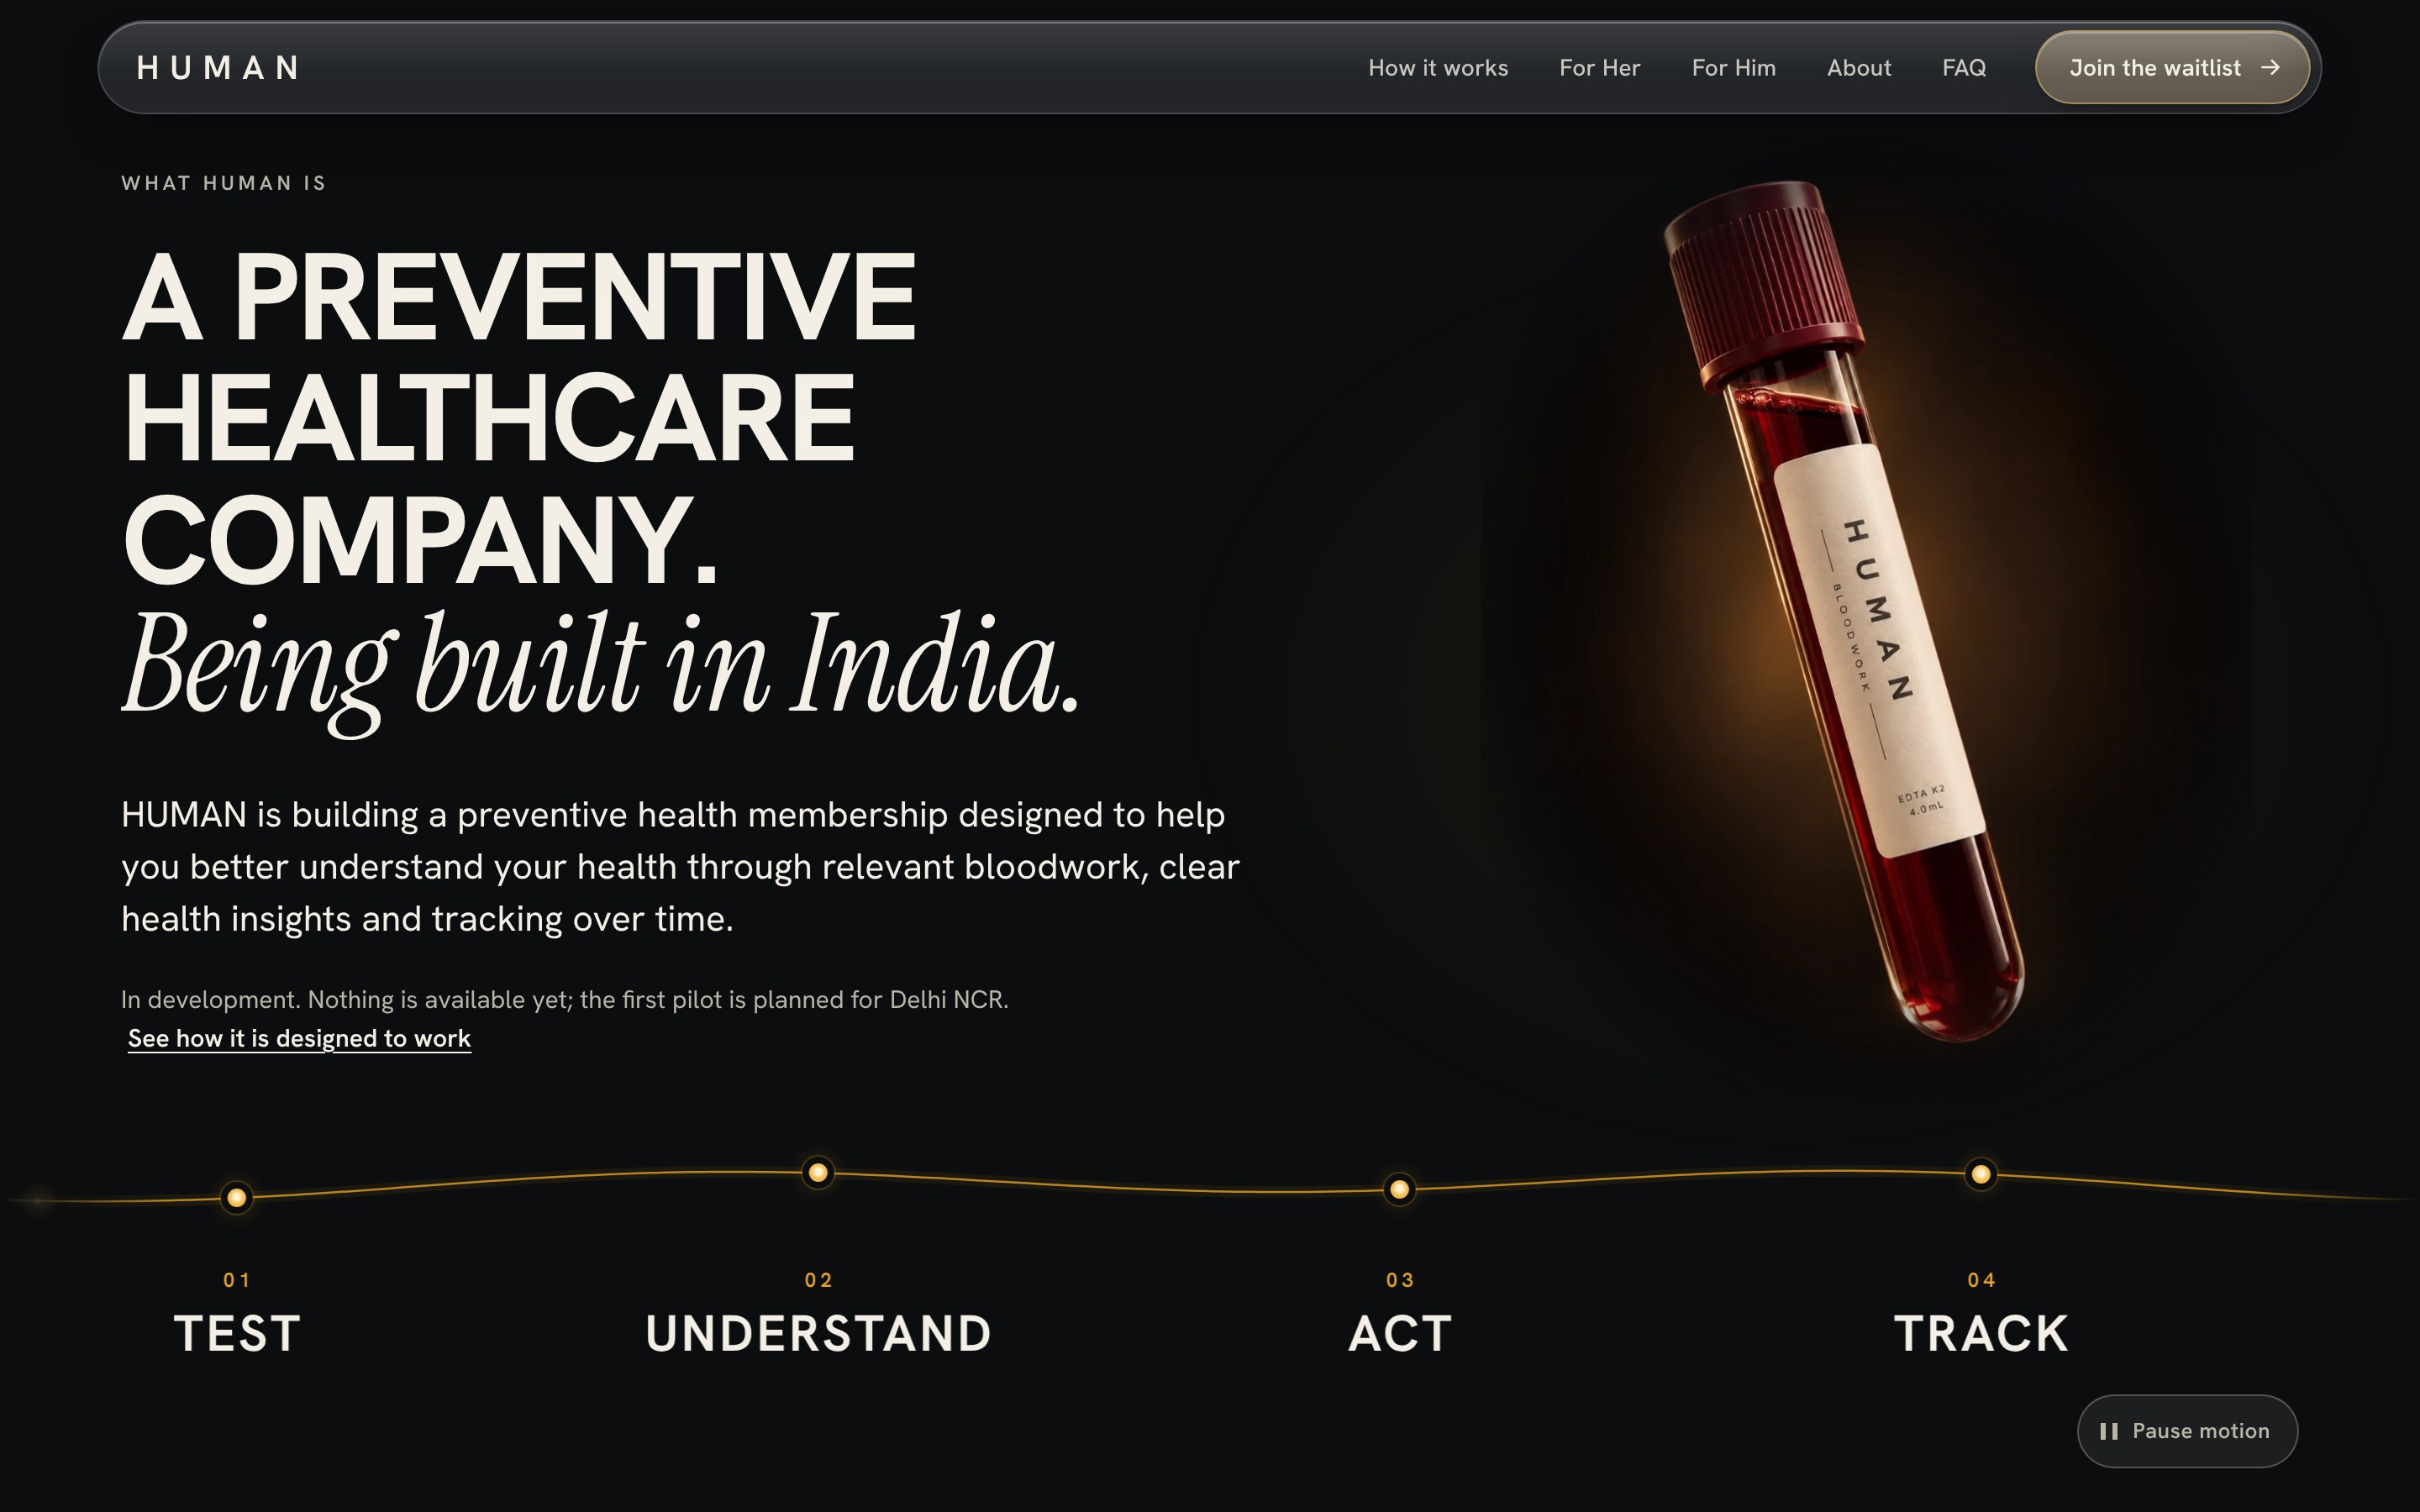 HUMAN
How it works
For Her
For Him
About
FAQ
Join the waitlist →
WHAT HUMAN IS
A PREVENTIVE
HEALTHCARE
COMPANY.
Being built in India.
HUMAN is building a preventive health membership designed to help
you better understand your health through relevant bloodwork, clear
health insights and tracking over time.
In development. Nothing is available yet; the first pilot is planned for Delhi NCR.
See how it is designed to work
HUMAN
BLOODWORK
EDTA K2
4.0mL
01
TEST
02
UNDERSTAND
03
ACT
04
TRACK
Pause motion